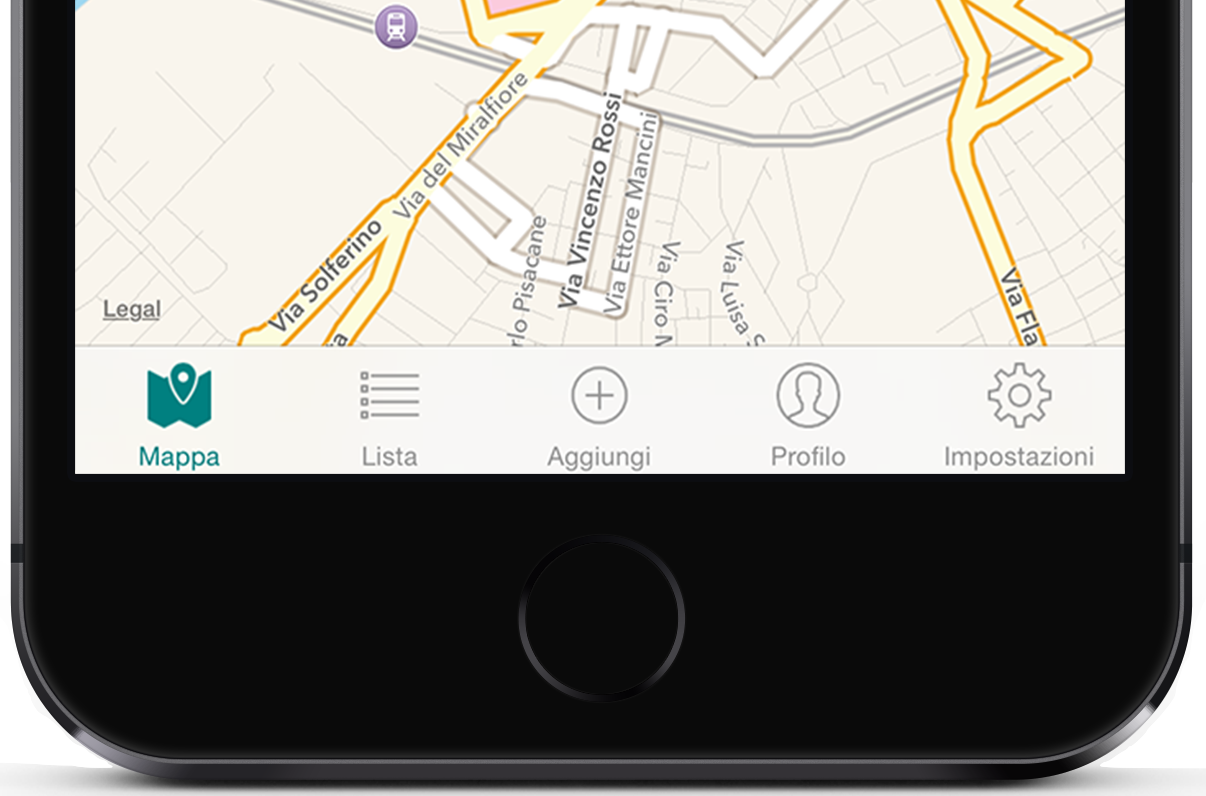 Via del Miralfiore
Via Vincenzo Rossi
Via Ettore Mancini
Via Solferino
rlo Pisacane
Via Ciro M
Via Luisa S
Via Fla
a
Legal
Mappa
Lista
Aggiungi
Profilo
Impostazioni